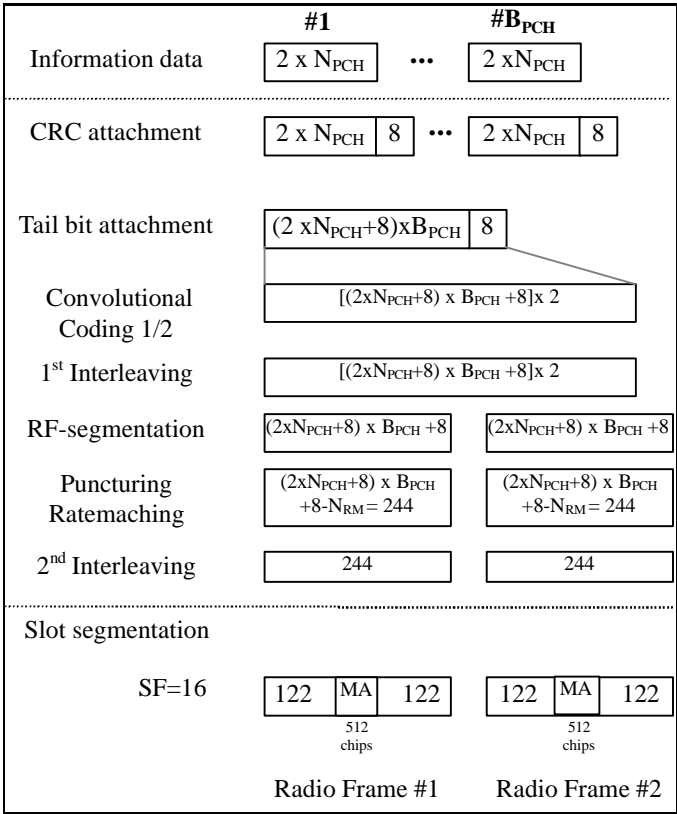 #1 #B_PCH
Information data 2 x N_PCH ••• 2 xN_PCH
CRC attachment 2 x N_PCH 8 ••• 2 xN_PCH 8
Tail bit attachment (2 xN_PCH+8)xB_PCH 8
Convolutional
Coding 1/2
[(2xN_PCH+8) x B_PCH +8]x 2
1st Interleaving [(2xN_PCH+8) x B_PCH +8]x 2
RF-segmentation (2xN_PCH+8) x B_PCH +8 (2xN_PCH+8) x B_PCH +8
Puncturing
Ratemaching
(2xN_PCH+8) x B_PCH
+8-N_RM = 244
(2xN_PCH+8) x B_PCH
+8-N_RM = 244
2nd Interleaving 244 244
Slot segmentation
SF=16 122 MA 122 122 MA 122
512
chips
512
chips
Radio Frame #1 Radio Frame #2